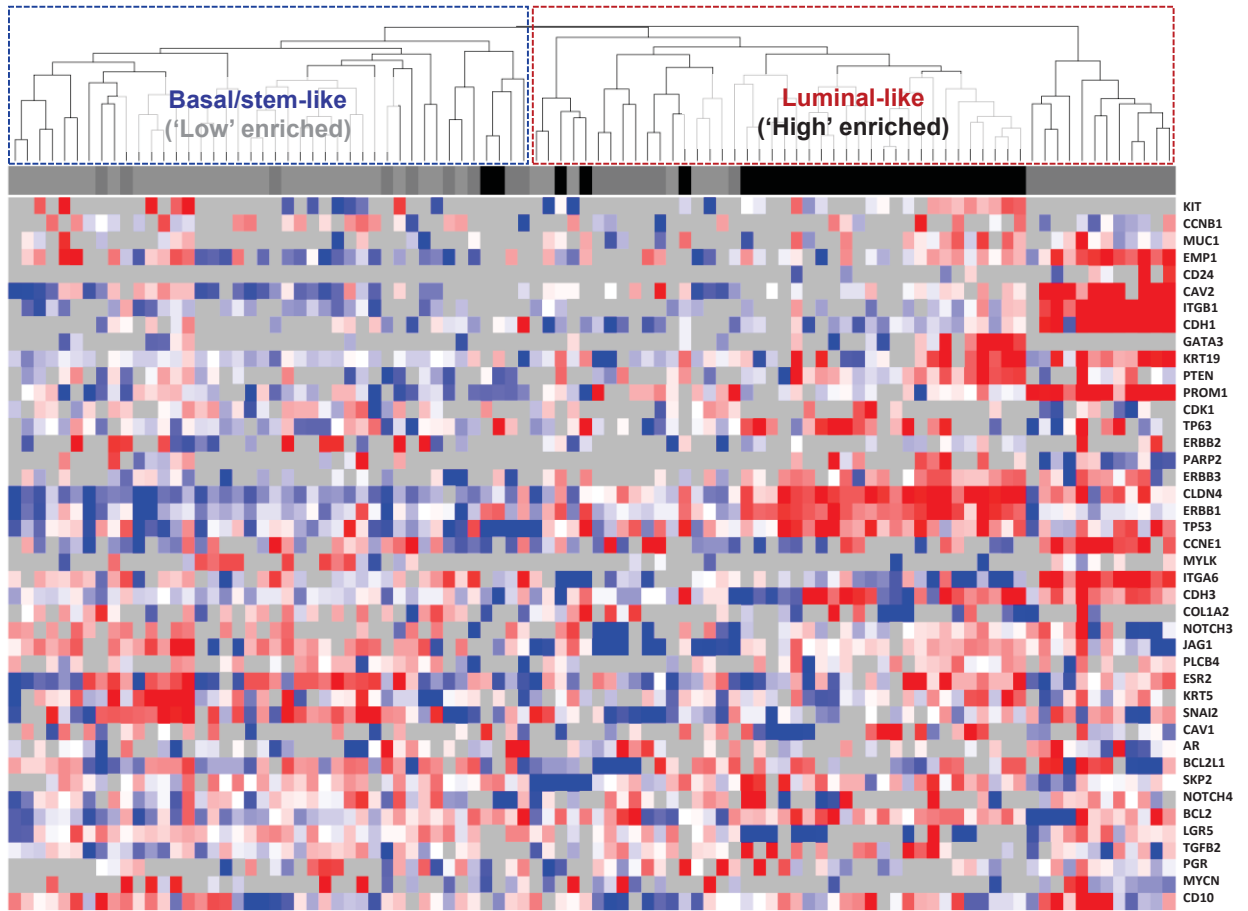 Basal/stem-like
(‘Low’ enriched)
Luminal-like
(‘High’ enriched)
KIT
CCNB1
MUC1
EMP1
CD24
CAV2
ITGB1
CDH1
GATA3
KRT19
PTEN
PROM1
CDK1
TP63
ERBB2
PARP2
ERBB3
CLDN4
ERBB1
TP53
CCNE1
MYLK
ITGA6
CDH3
COL1A2
NOTCH3
JAG1
PLCB4
ESR2
KRT5
SNAI2
CAV1
AR
BCL2L1
SKP2
NOTCH4
BCL2
LGR5
TGFB2
PGR
MYCN
CD10